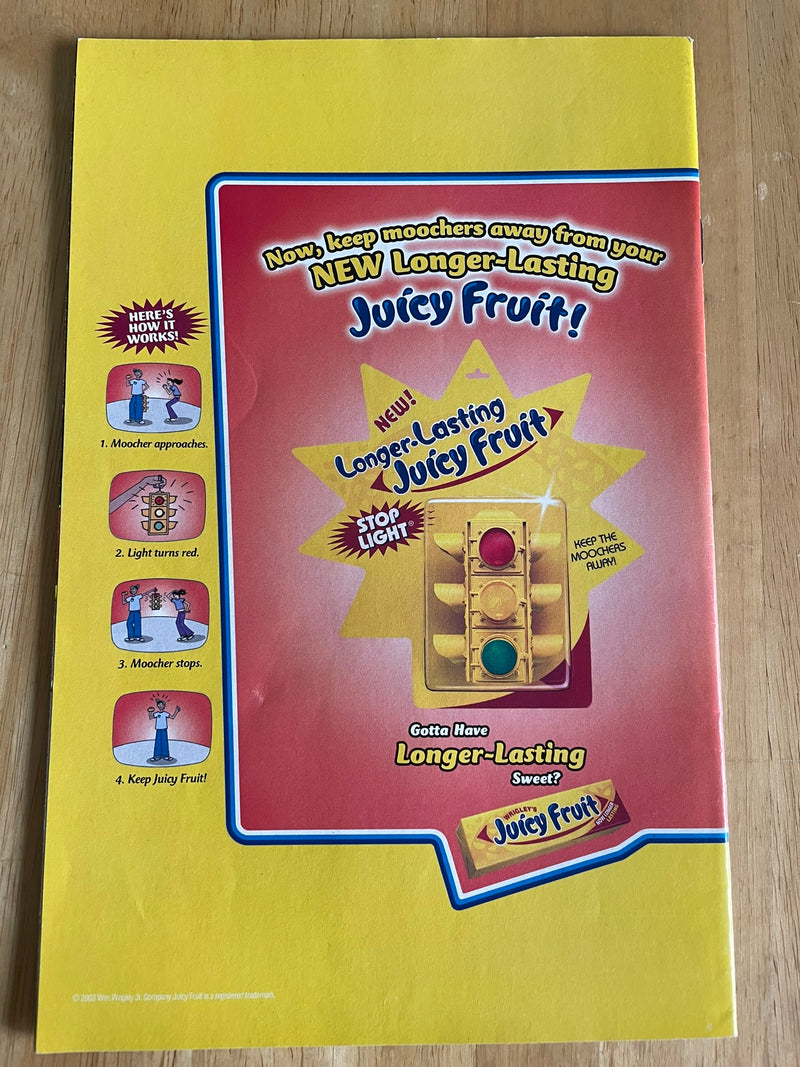 Now, keep moochers away from your
NEW Longer-Lasting
Juicy Fruit!
HERE'S
HOW IT
WORKS!
1. Moocher approaches.
2. Light turns red.
3. Moocher stops.
4. Keep Juicy Fruit!
NEW!
Longer-Lasting
Juicy Fruit
STOP
LIGHT®
KEEP THE
MOOCHERS
AWAY!
Gotta Have
Longer-Lasting
Sweet?
WRIGLEY'S
Juicy Fruit
NOW LONGER
LASTING
© 2003 Wm. Wrigley Jr. Company Juicy Fruit is a registered trademark.